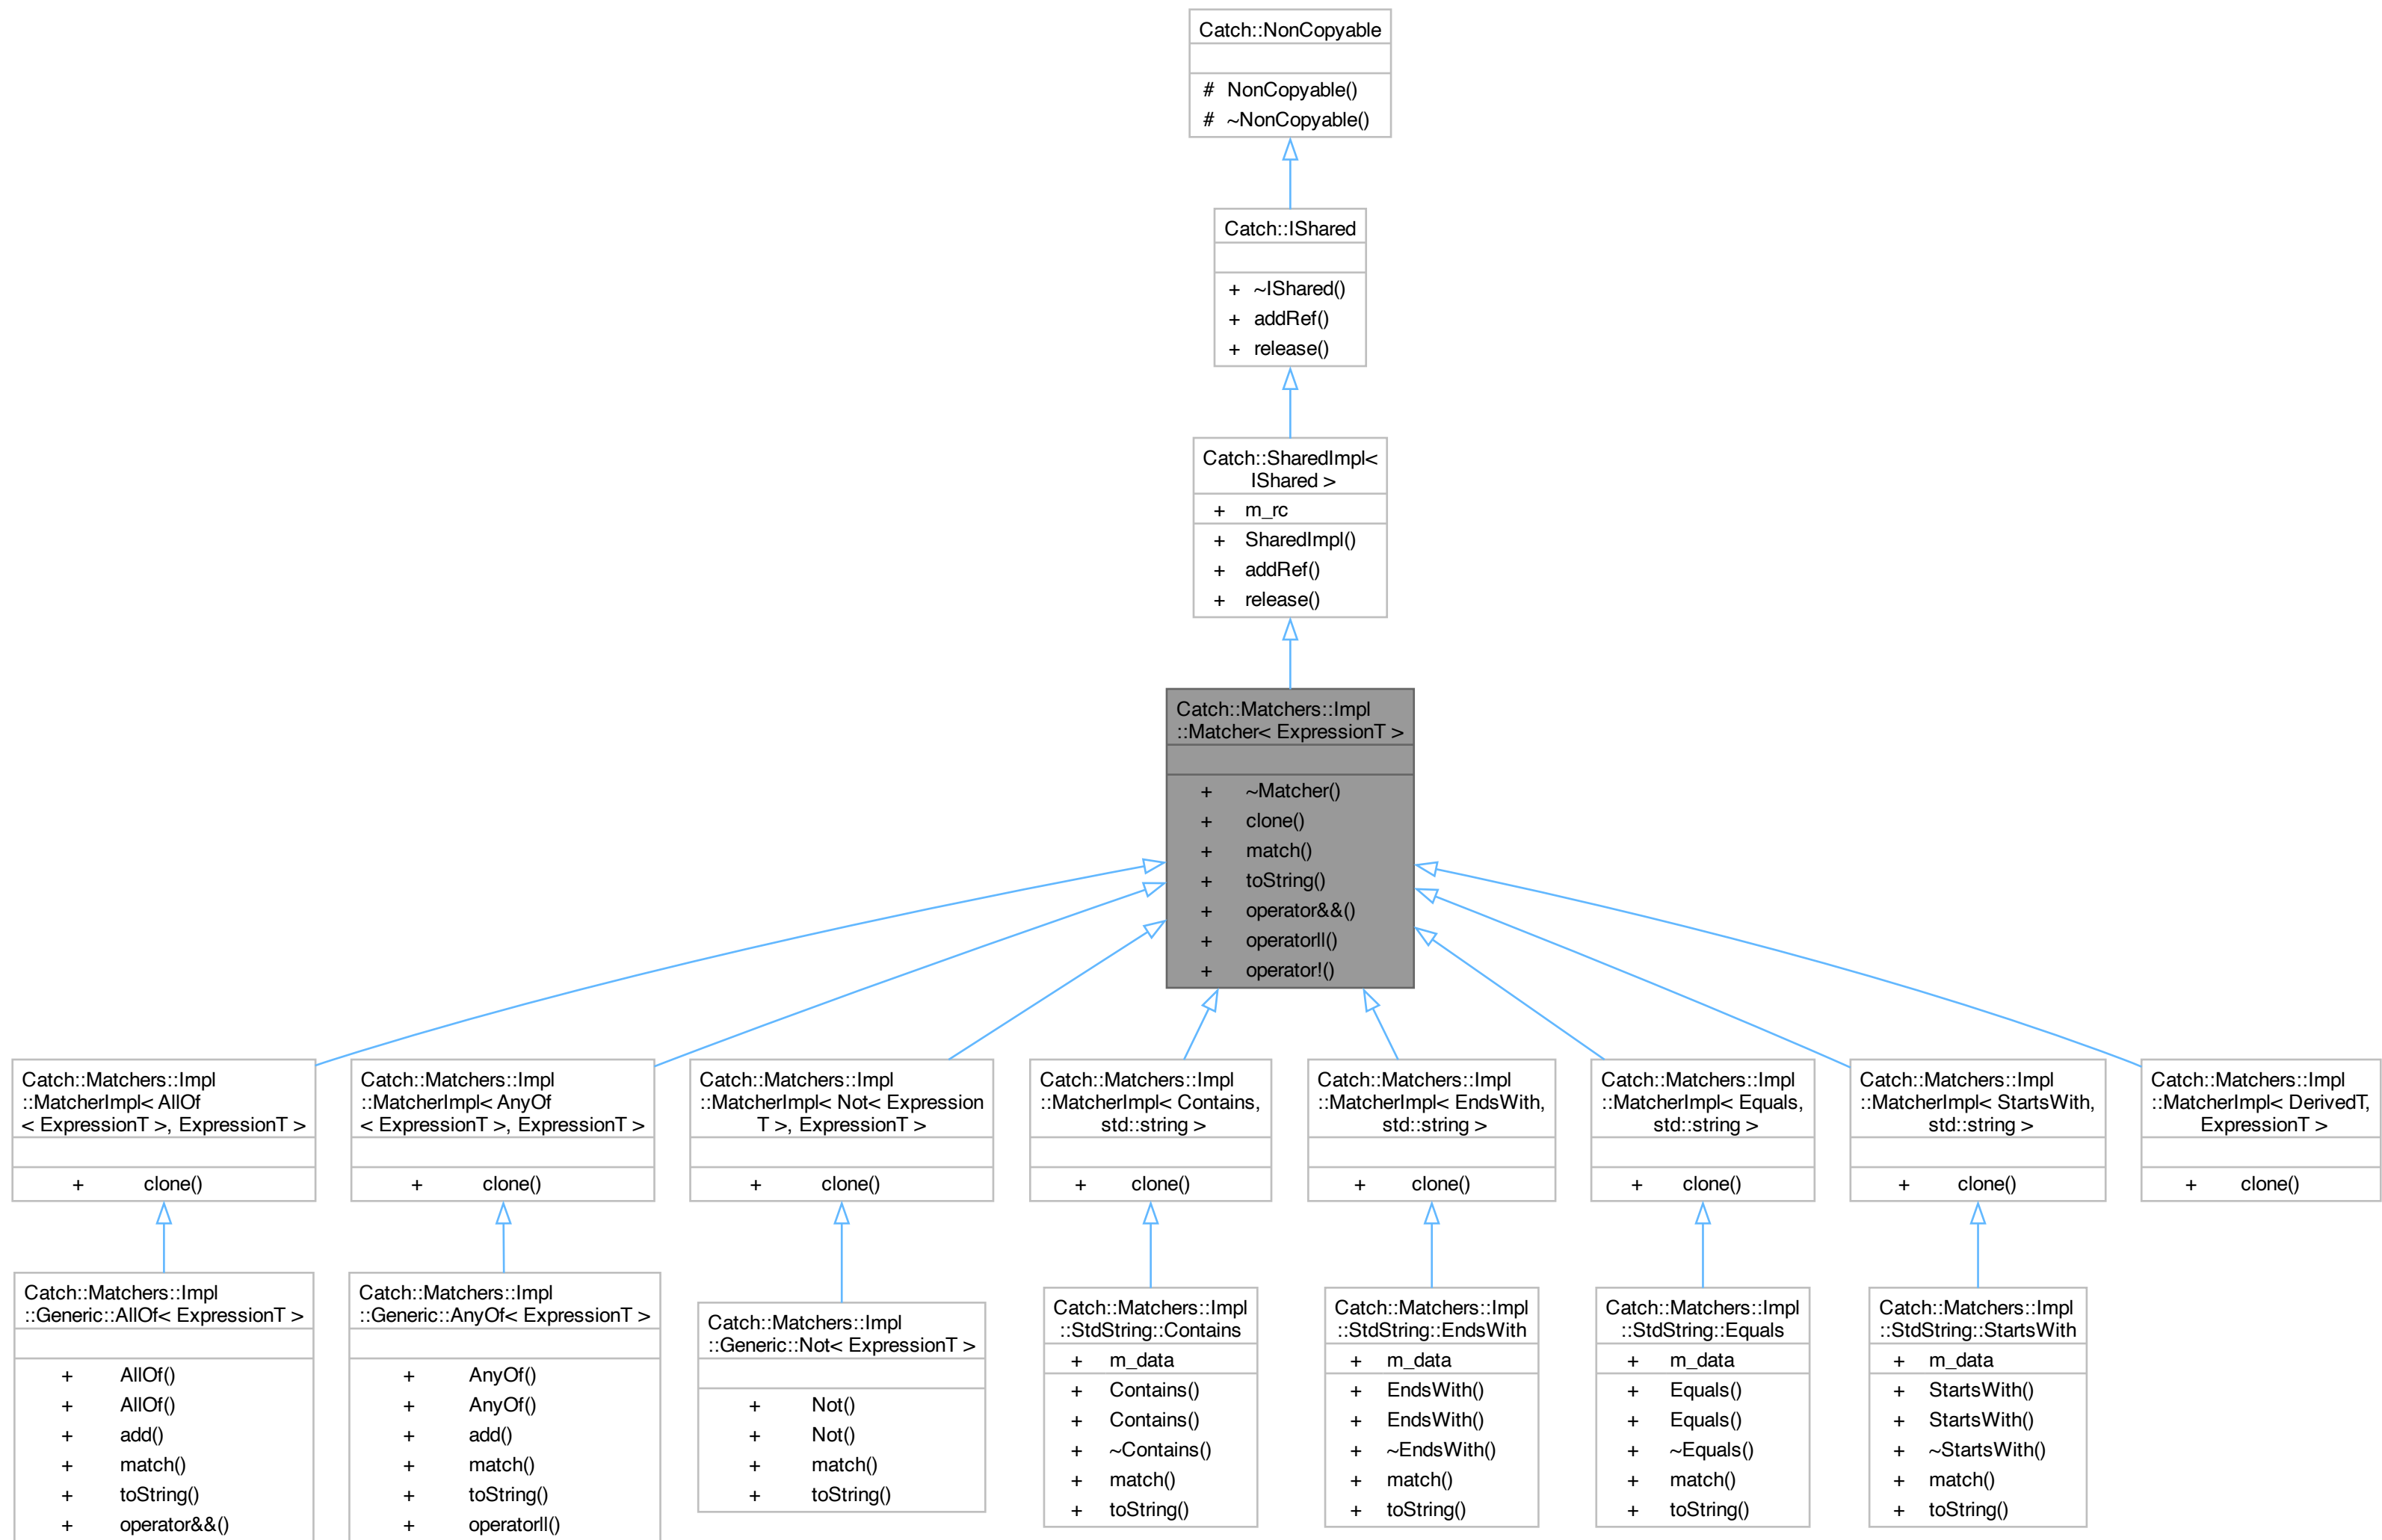 Catch::NonCopyable
# NonCopyable()
# ~NonCopyable()
Catch::IShared
+ ~IShared()
+ addRef()
+ release()
Catch::SharedImpl<
IShared >
+ m_rc
+ SharedImpl()
+ addRef()
+ release()
Catch::Matchers::Impl
::Matcher< ExpressionT >
+ ~Matcher()
+ clone()
+ match()
+ toString()
+ operator&&()
+ operator||()
+ operator!()
Catch::Matchers::Impl
::MatcherImpl< AllOf
< ExpressionT >, ExpressionT >
+ clone()
Catch::Matchers::Impl
::MatcherImpl< AnyOf
< ExpressionT >, ExpressionT >
+ clone()
Catch::Matchers::Impl
::MatcherImpl< Not< Expression
T >, ExpressionT >
+ clone()
Catch::Matchers::Impl
::MatcherImpl< Contains,
std::string >
+ clone()
Catch::Matchers::Impl
::MatcherImpl< EndsWith,
std::string >
+ clone()
Catch::Matchers::Impl
::MatcherImpl< Equals,
std::string >
+ clone()
Catch::Matchers::Impl
::MatcherImpl< StartsWith,
std::string >
+ clone()
Catch::Matchers::Impl
::MatcherImpl< DerivedT,
ExpressionT >
+ clone()
Catch::Matchers::Impl
::Generic::AllOf< ExpressionT >
+ AllOf()
+ AllOf()
+ add()
+ match()
+ toString()
+ operator&&()
Catch::Matchers::Impl
::Generic::AnyOf< ExpressionT >
+ AnyOf()
+ AnyOf()
+ add()
+ match()
+ toString()
+ operator||()
Catch::Matchers::Impl
::Generic::Not< ExpressionT >
+ Not()
+ Not()
+ match()
+ toString()
Catch::Matchers::Impl
::StdString::Contains
+ m_data
+ Contains()
+ Contains()
+ ~Contains()
+ match()
+ toString()
Catch::Matchers::Impl
::StdString::EndsWith
+ m_data
+ EndsWith()
+ EndsWith()
+ ~EndsWith()
+ match()
+ toString()
Catch::Matchers::Impl
::StdString::Equals
+ m_data
+ Equals()
+ Equals()
+ ~Equals()
+ match()
+ toString()
Catch::Matchers::Impl
::StdString::StartsWith
+ m_data
+ StartsWith()
+ StartsWith()
+ ~StartsWith()
+ match()
+ toString()